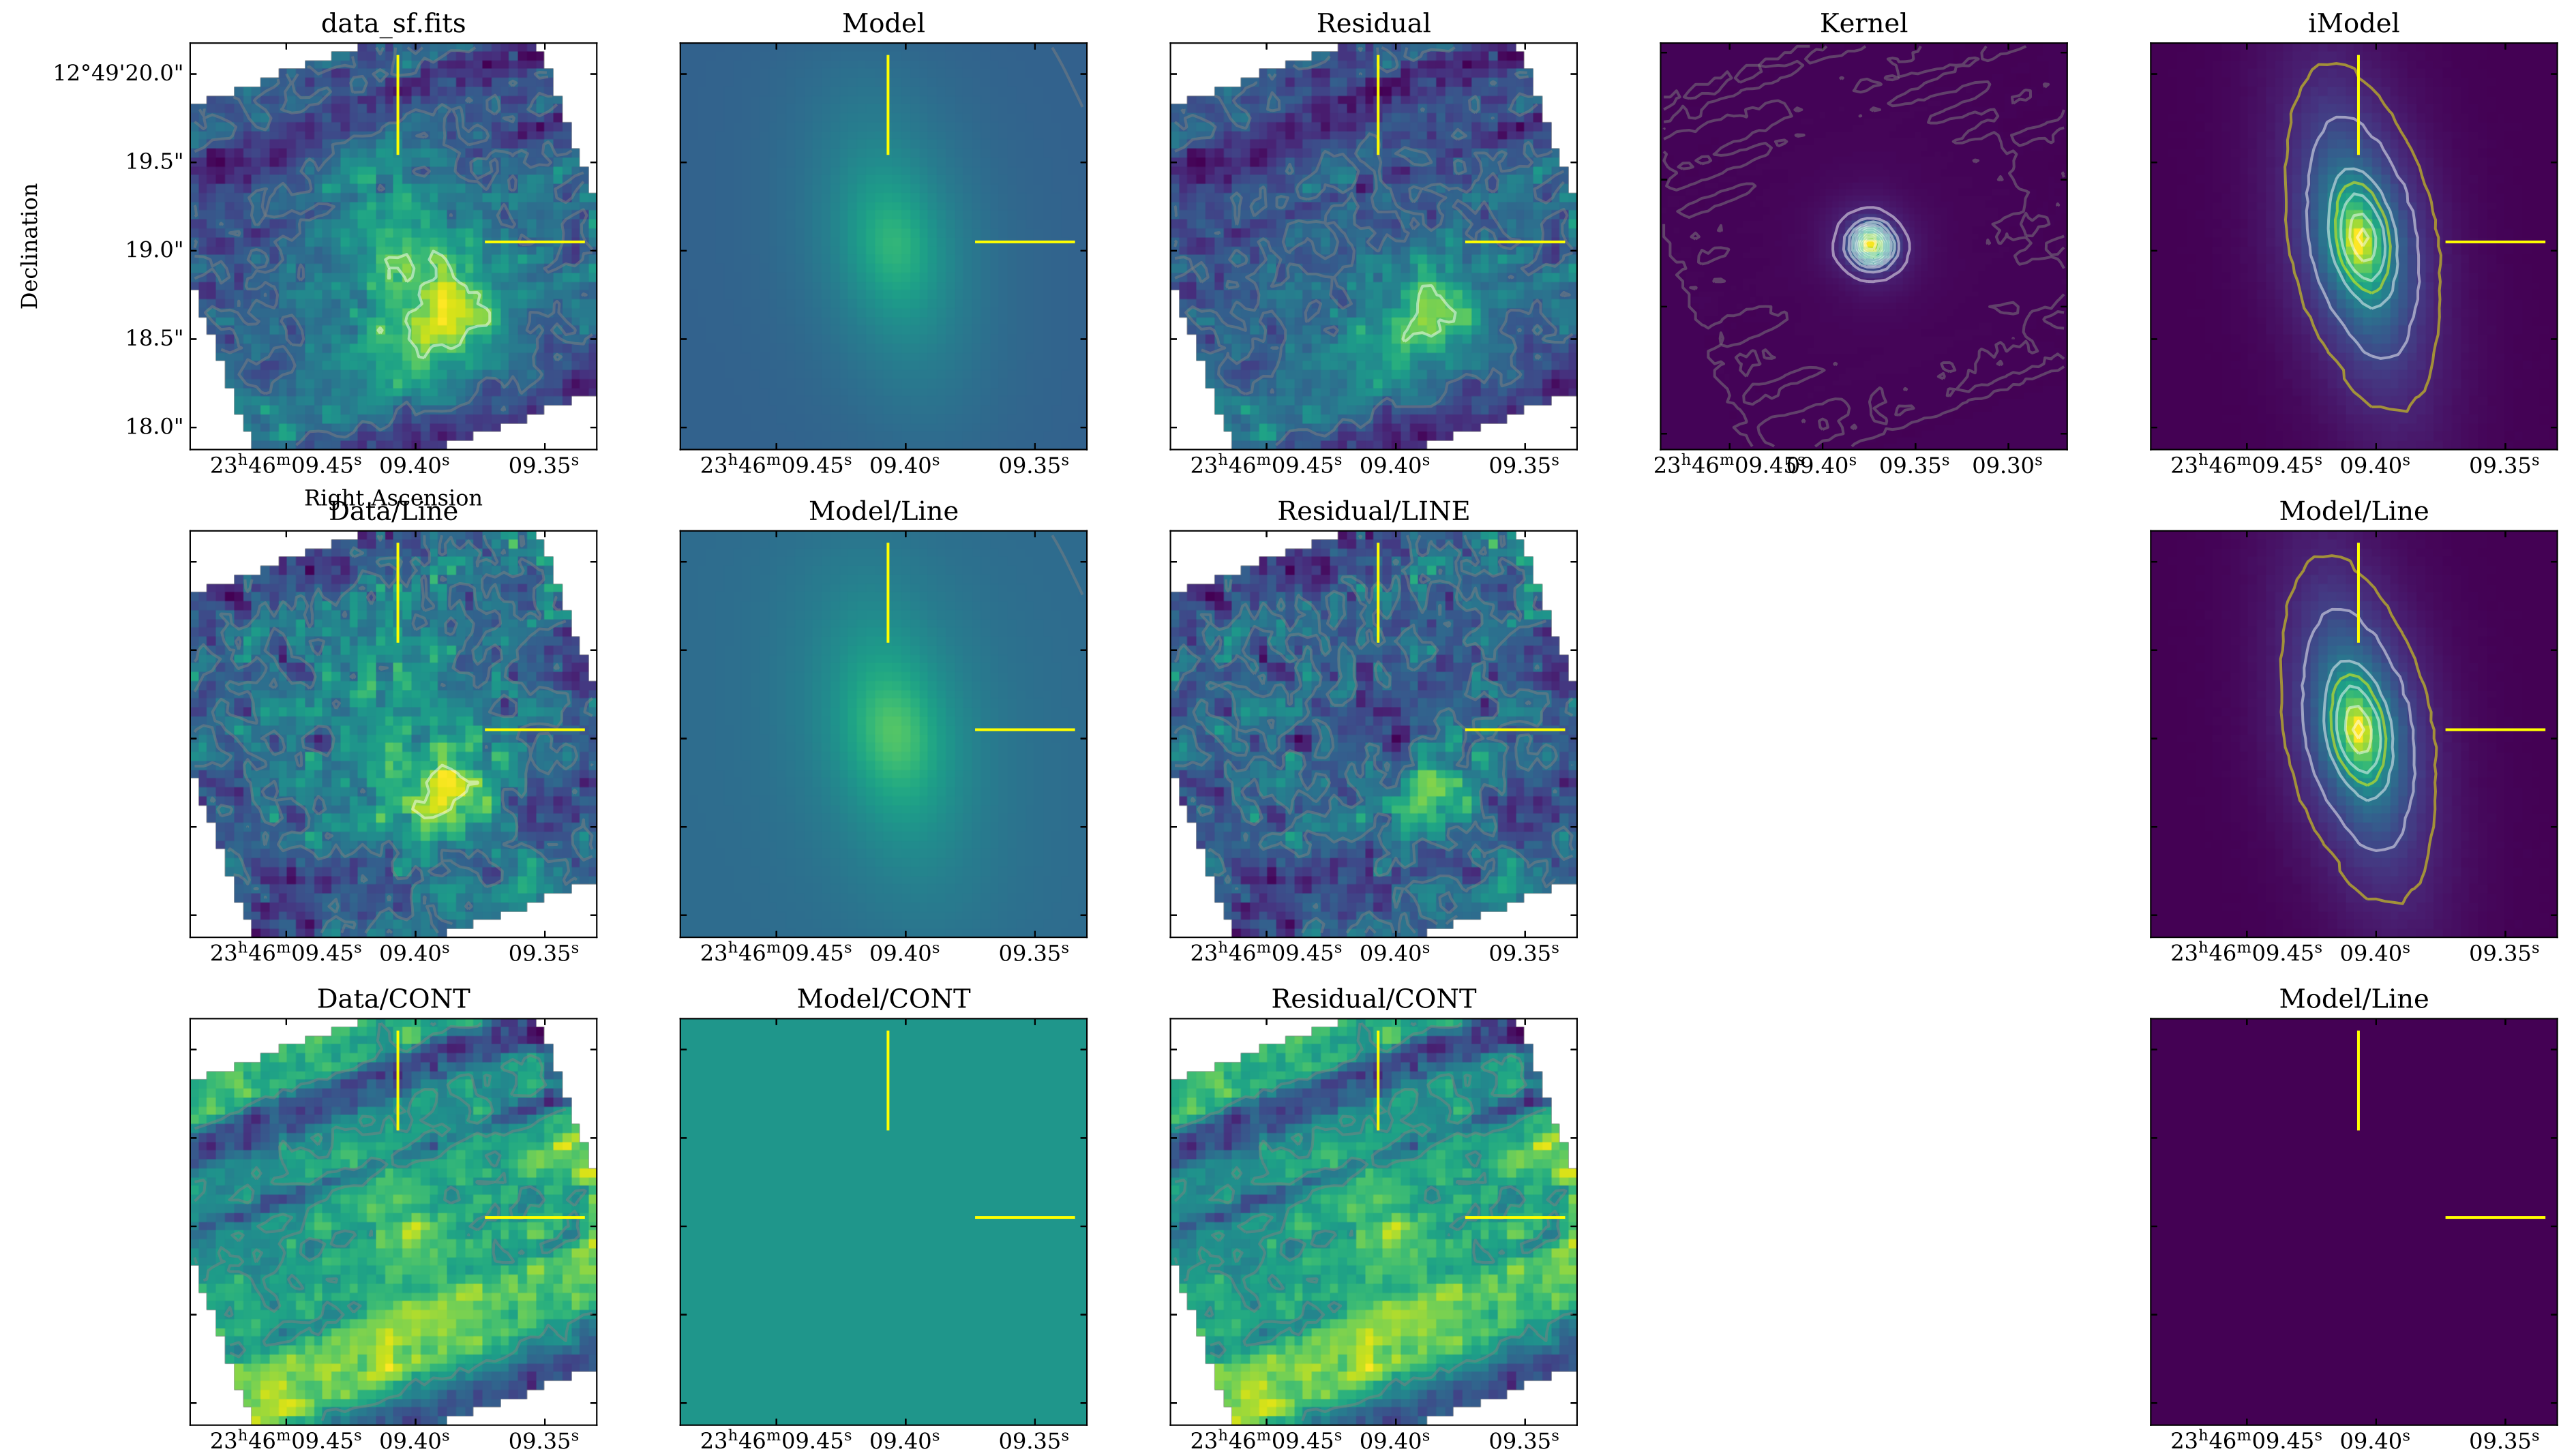 data_sf.fits
Model
Residual
Kernel
iModel
12°49'20.0"
19.5"
19.0"
18.5"
18.0"
Declination
23ʰ46ᵐ09.45ˢ 09.40ˢ 09.35ˢ
23ʰ46ᵐ09.45ˢ 09.40ˢ 09.35ˢ
23ʰ46ᵐ09.45ˢ 09.40ˢ 09.35ˢ
23ʰ46ᵐ09.45ˢ 09.40ˢ 09.35ˢ 09.30ˢ
23ʰ46ᵐ09.45ˢ 09.40ˢ 09.35ˢ
Right Ascension
Data/Line
Model/Line
Residual/LINE
Model/Line
23ʰ46ᵐ09.45ˢ 09.40ˢ 09.35ˢ
23ʰ46ᵐ09.45ˢ 09.40ˢ 09.35ˢ
23ʰ46ᵐ09.45ˢ 09.40ˢ 09.35ˢ
23ʰ46ᵐ09.45ˢ 09.40ˢ 09.35ˢ
Data/CONT
Model/CONT
Residual/CONT
Model/Line
23ʰ46ᵐ09.45ˢ 09.40ˢ 09.35ˢ
23ʰ46ᵐ09.45ˢ 09.40ˢ 09.35ˢ
23ʰ46ᵐ09.45ˢ 09.40ˢ 09.35ˢ
23ʰ46ᵐ09.45ˢ 09.40ˢ 09.35ˢ